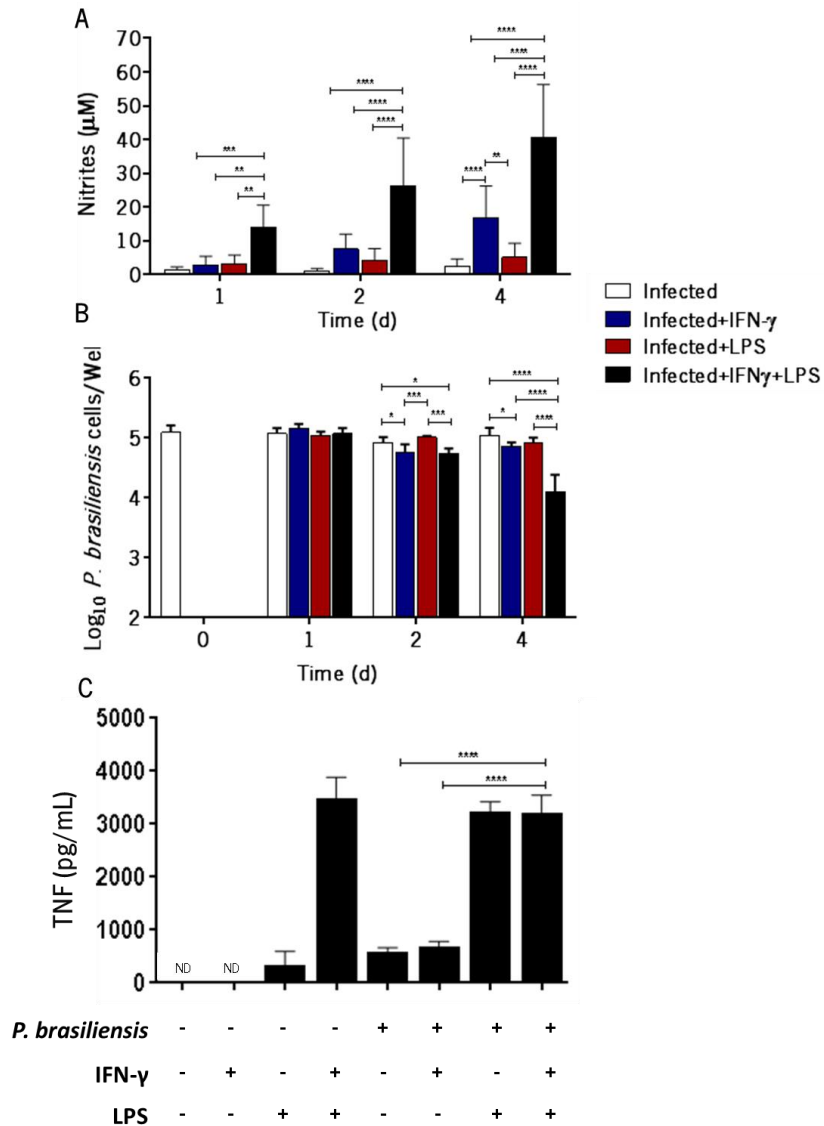 A
70
60
50
40
30
20
10
0
Nitrites (µM)
*** ** ** **** **** **** **** **** **** **** **
1 2 4
Time (d)
Infected
Infected+IFN-γ
Infected+LPS
Infected+IFNγ+LPS
B
6
5
4
3
2
Log10 P. brasiliensis cells/Wel
* *** * *** **** **** * ****
0 1 2 4
Time (d)
C
5000
4000
3000
2000
1000
0
TNF (pg/mL)
****
****
ND ND
P. brasiliensis - - - - + + + +
IFN-γ - + - + - + - +
LPS - - + + - - + +